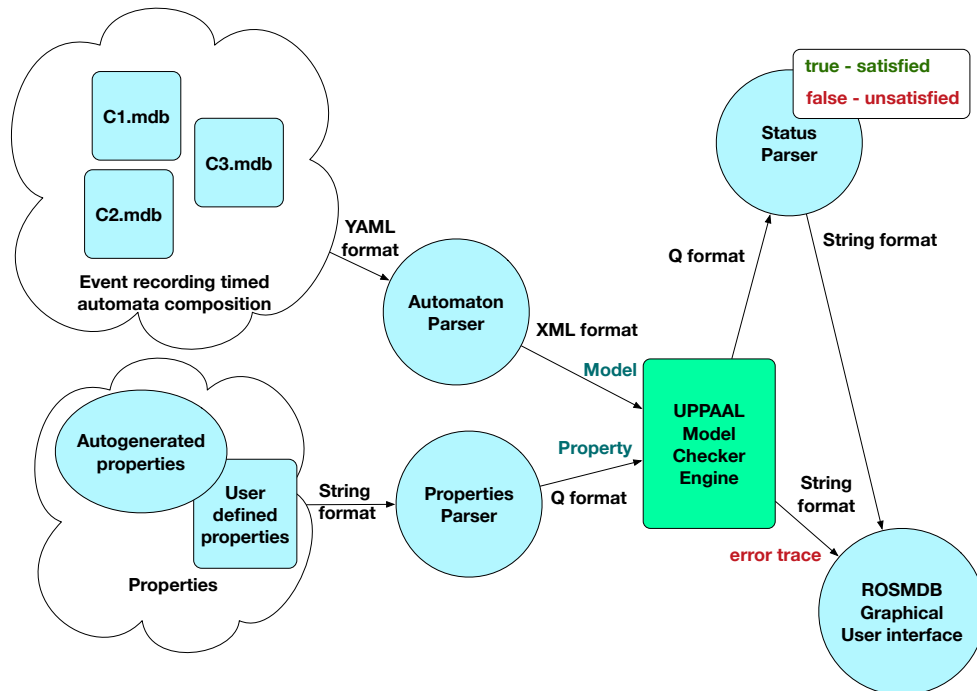 C1.mdb
C3.mdb
C2.mdb
Event recording timed
automata composition
YAML
format
Automaton
Parser
XML format
Model
true - satisfied
false - unsatisfied
Status
Parser
Q format
String format
Autogenerated
properties
User
defined
properties
Properties
String
format
Properties
Parser
Property
Q format
UPPAAL
Model
Checker
Engine
String
format
error trace
ROSMDB
Graphical
User interface